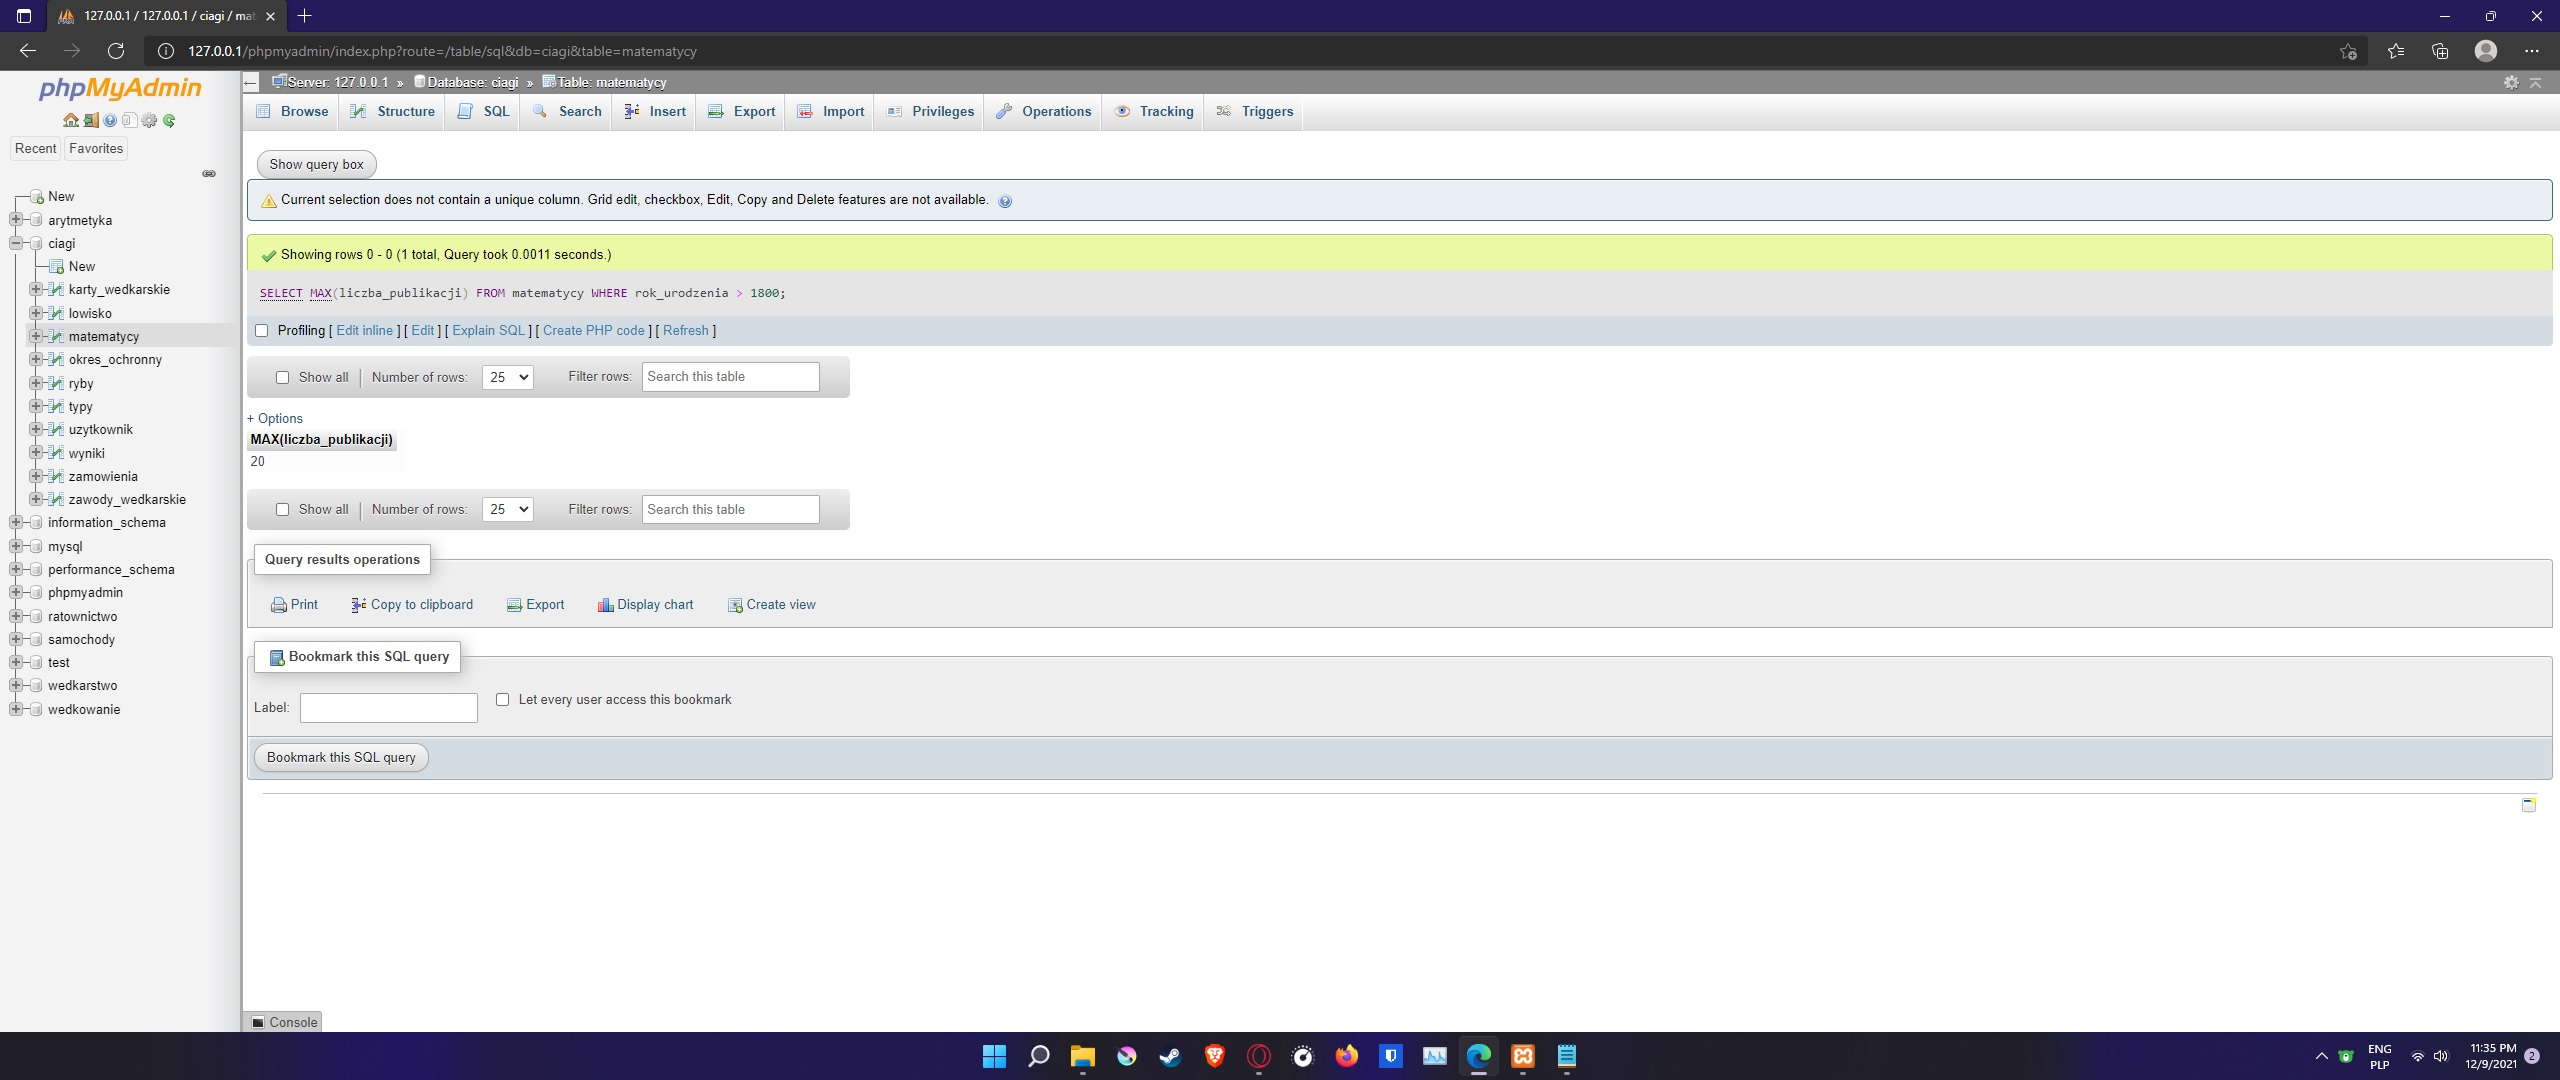 127.0.0.1 / 127.0.0.1 / ciagi / mat
127.0.0.1/phpmyadmin/index.php?route=/table/sql&db=ciagi&table=matematycy
phpMyAdmin
Recent Favorites
New
arytmetyka
ciagi
New
karty_wedkarskie
lowisko
matematycy
okres_ochronny
ryby
typy
uzytkownik
wyniki
zamowienia
zawody_wedkarskie
information_schema
mysql
performance_schema
phpmyadmin
ratownictwo
samochody
test
wedkarstwo
wedkowanie
Server: 127.0.0.1 » Database: ciagi » Table: matematycy
Browse Structure SQL Search Insert Export Import Privileges Operations Tracking Triggers
Show query box
Current selection does not contain a unique column. Grid edit, checkbox, Edit, Copy and Delete features are not available.
Showing rows 0 - 0 (1 total, Query took 0.0011 seconds.)
SELECT MAX(liczba_publikacji) FROM matematycy WHERE rok_urodzenia > 1800;
Profiling [ Edit inline ] [ Edit ] [ Explain SQL ] [ Create PHP code ] [ Refresh ]
Show all | Number of rows: 25 Filter rows: Search this table
+ Options
MAX(liczba_publikacji)
20
Show all | Number of rows: 25 Filter rows: Search this table
Query results operations
Print Copy to clipboard Export Display chart Create view
Bookmark this SQL query
Label: Let every user access this bookmark
Bookmark this SQL query
Console
ENG
PLP
11:35 PM
12/9/2021
2